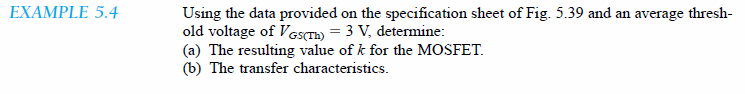 EXAMPLE 5.4 Using the data provided on the specification sheet of Fig. 5.39 and an average thresh-
old voltage of VGS(Th) = 3 V, determine:
(a) The resulting value of k for the MOSFET.
(b) The transfer characteristics.